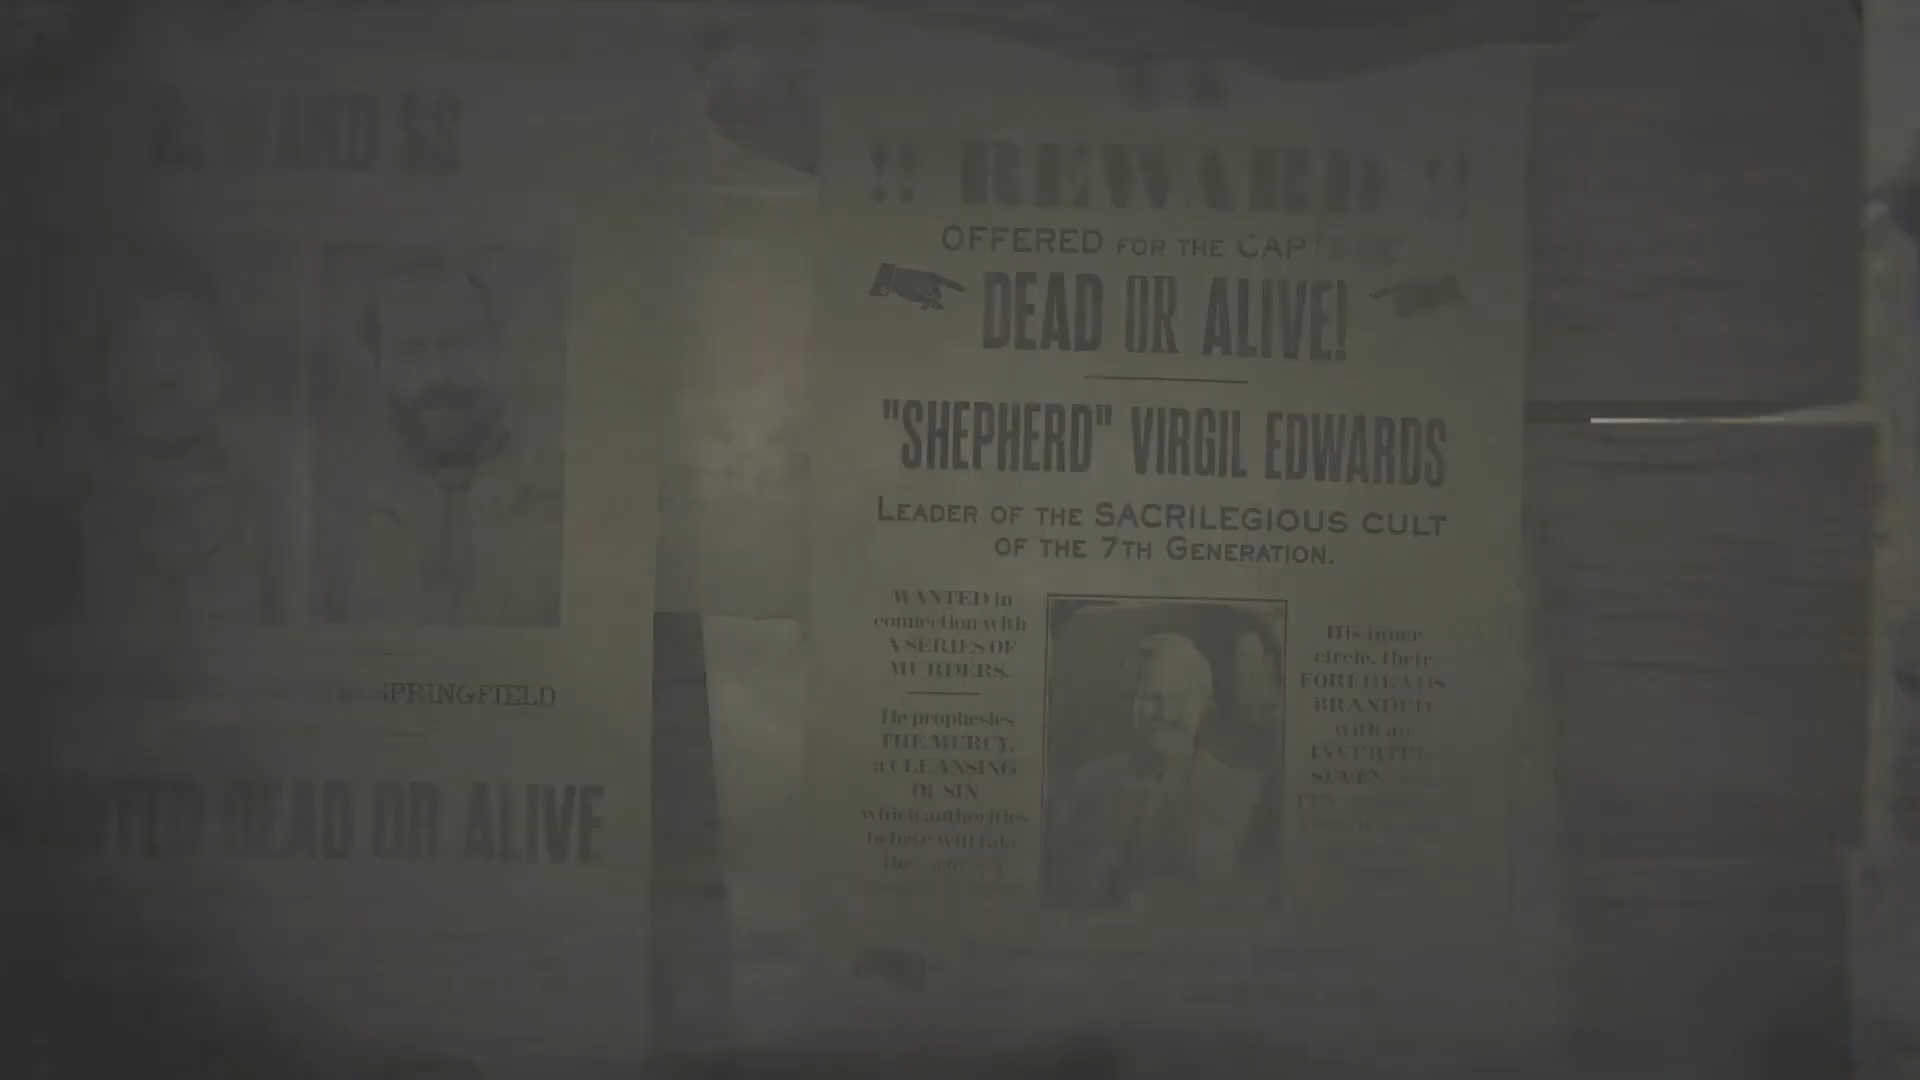 REWARD $$
SPRINGFIELD
DEAD OR ALIVE
!! REWARD !!
OFFERED FOR THE CAPTURE
DEAD OR ALIVE!
"SHEPHERD" VIRGIL EDWARDS
LEADER OF THE SACRILEGIOUS CULT
OF THE 7TH GENERATION.
WANTED in
connection with
A SERIES OF
MURDERS.
He prophesies
THE MERCY,
a CLEANSING
OF SIN
which authorities
believe will take
the
His inner
circle, their
FOREHEADS
BRANDED
with an
INVERTED
SEVEN